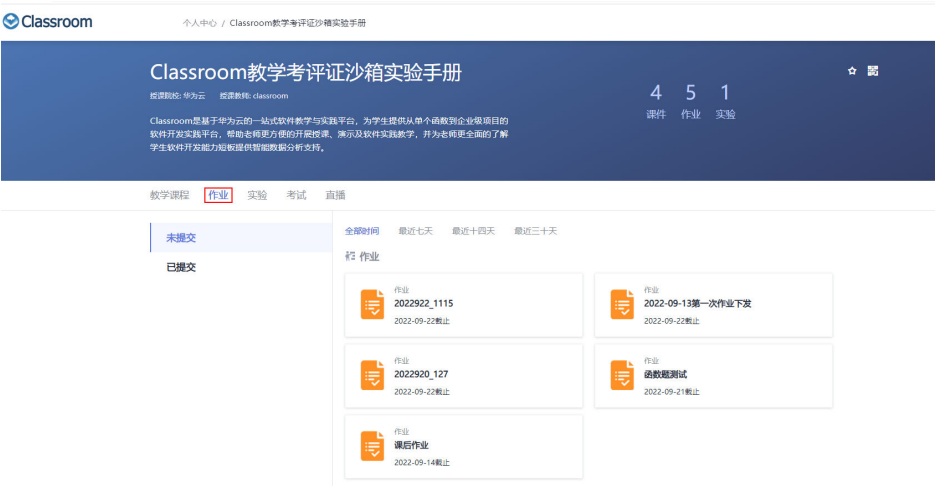 Classroom
个人中心 / Classroom教学考评证沙箱实验手册
Classroom教学考评证沙箱实验手册
授课院校: 华为云 授课教师: classroom
Classroom是基于华为云的一站式软件教学与实践平台，为学生提供从单个函数到企业级项目的
软件开发实践平台，帮助老师更方便的开展授课、演示及软件实践教学，并为老师更全面的了解
学生软件开发能力短板提供智能数据分析支持。
4 5 1
课件 作业 实验
教学课程 作业 实验 考试 直播
未提交
已提交
全部时间 最近七天 最近十四天 最近三十天
作业
作业
2022922_1115
2022-09-22截止
作业
2022-09-13第一次作业下发
2022-09-22截止
作业
2022920_127
2022-09-22截止
作业
函数题测试
2022-09-21截止
作业
课后作业
2022-09-14截止